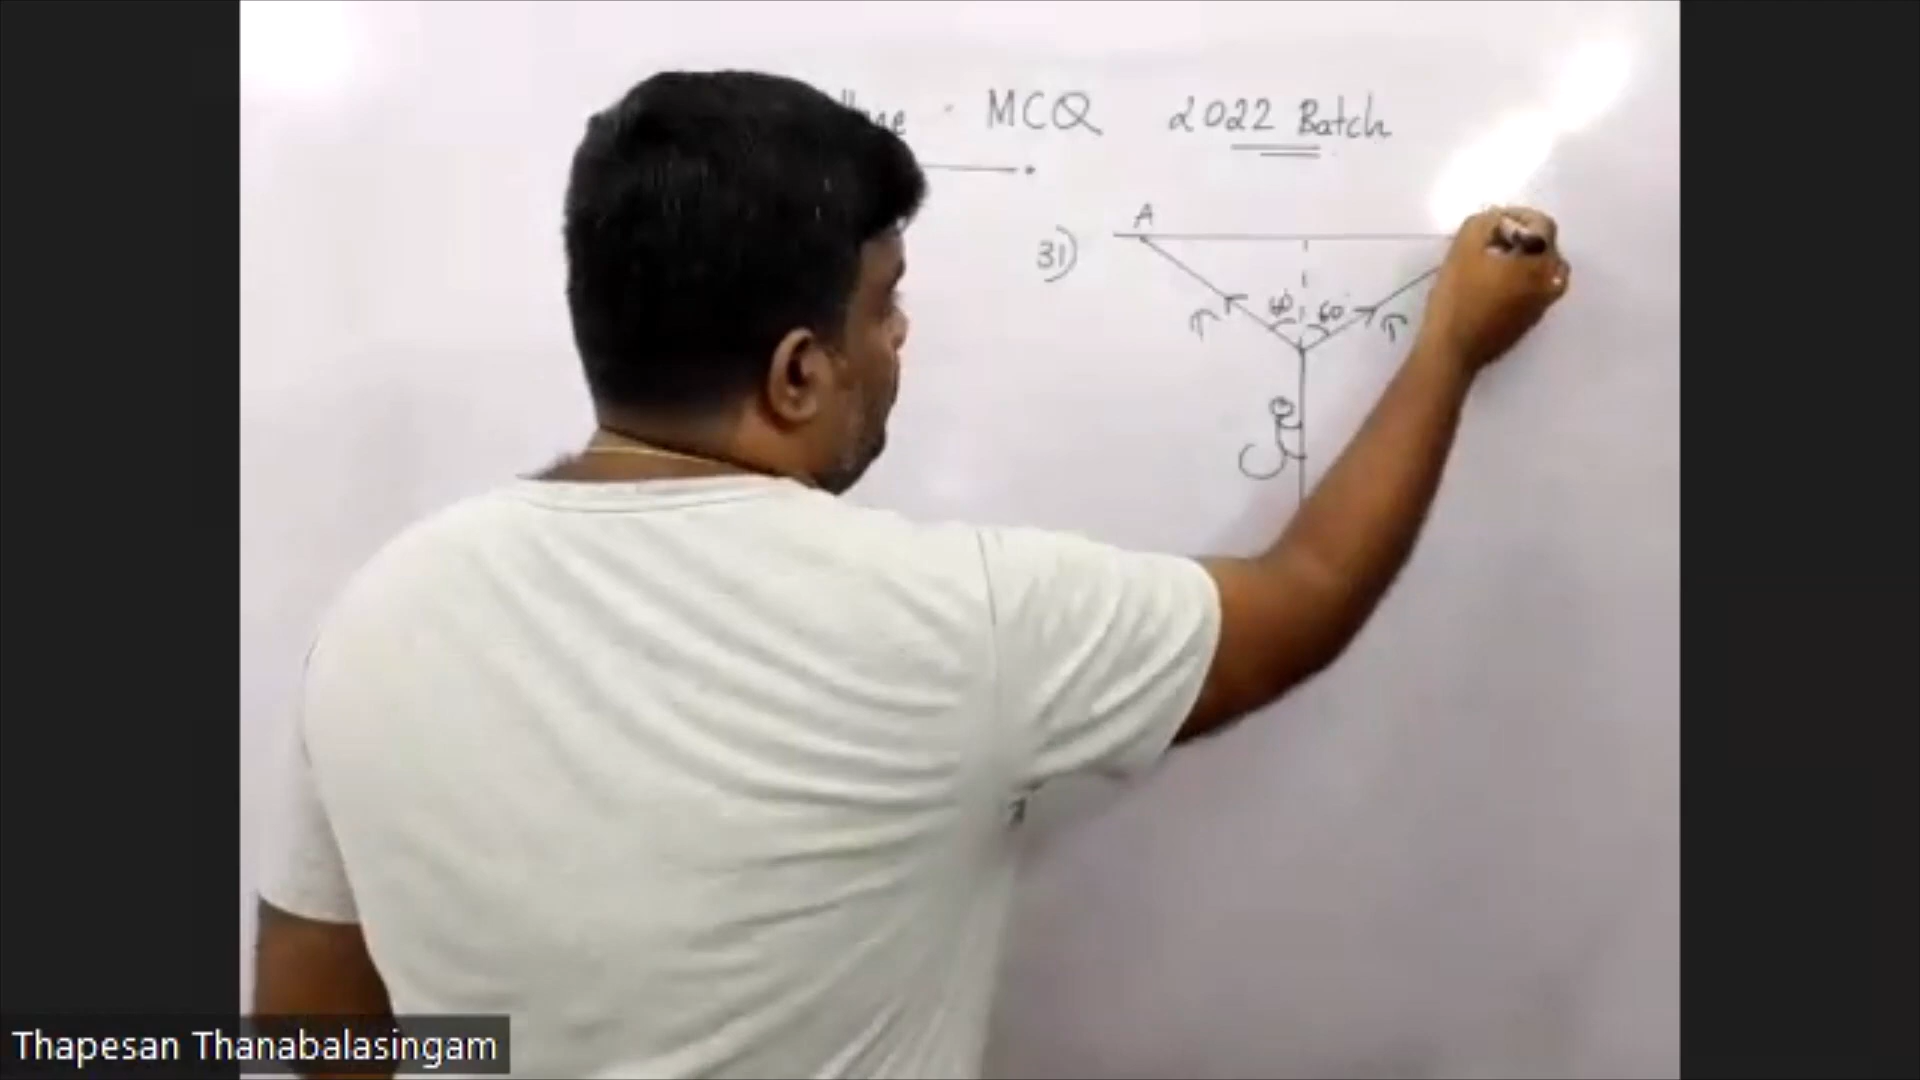 MCQ 2022 Batch
31)
A
60° 60°
T T
Thapesan Thanabalasingam